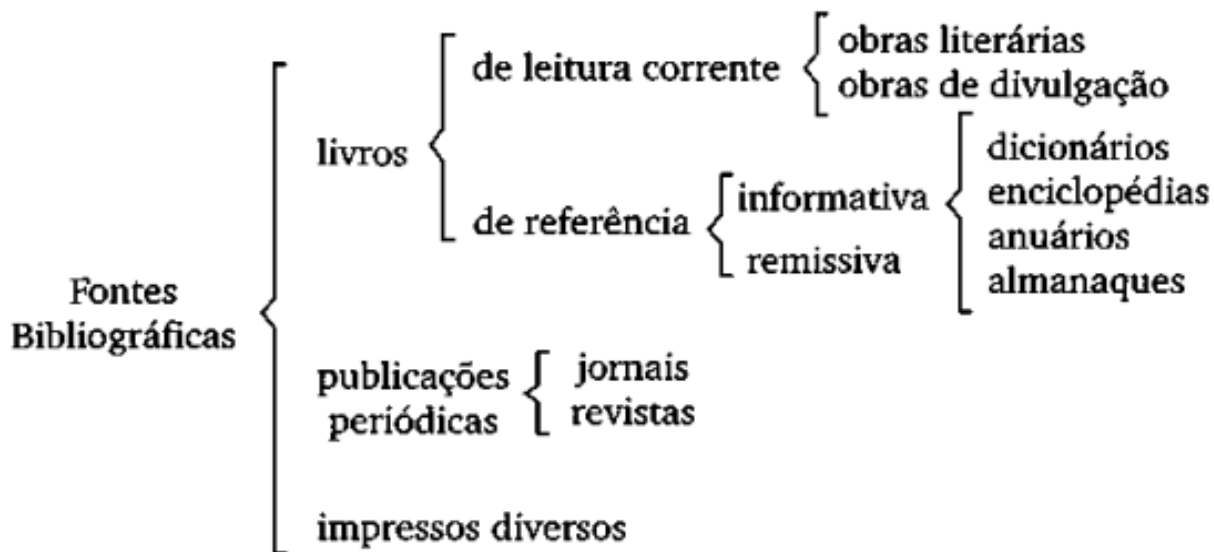 obras literárias
de leitura corrente
obras de divulgação
livros
dicionários
informativa
enciclopédias
de referência
anuários
remissiva
almanaques
Fontes
Bibliográficas
publicações
periódicas
jornais
revistas
impressos diversos